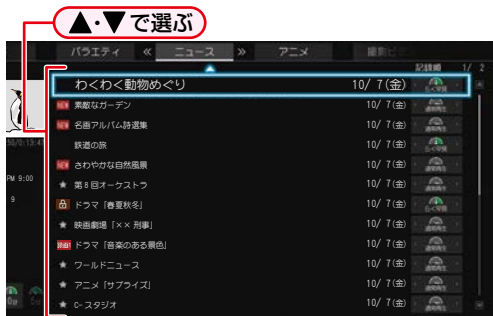 ▲・▼で選ぶ
バラエティ 《 ニュース 》 アニメ
記録順 1/ 2
わくわく動物めぐり 10/ 7(金)
NEW 素敵なガーデン 10/ 7(金)
NEW 名画アルバム詩選集 10/ 7(金)
鉄道の旅 10/ 7(金)
NEW さわやかな自然風景 10/ 7(金)
★ 第8回オーケストラ 10/ 7(金)
ドラマ「春夏秋冬」 10/ 7(金)
★ 映画劇場「×× 刑事」 10/ 7(金)
ドラマ「音楽のある景色」 10/ 7(金)
★ ワールドニュース 10/ 7(金)
★ アニメ「サプライズ」 10/ 7(金)
★ C-スタジオ 10/ 7(金)
PM 9:00
9